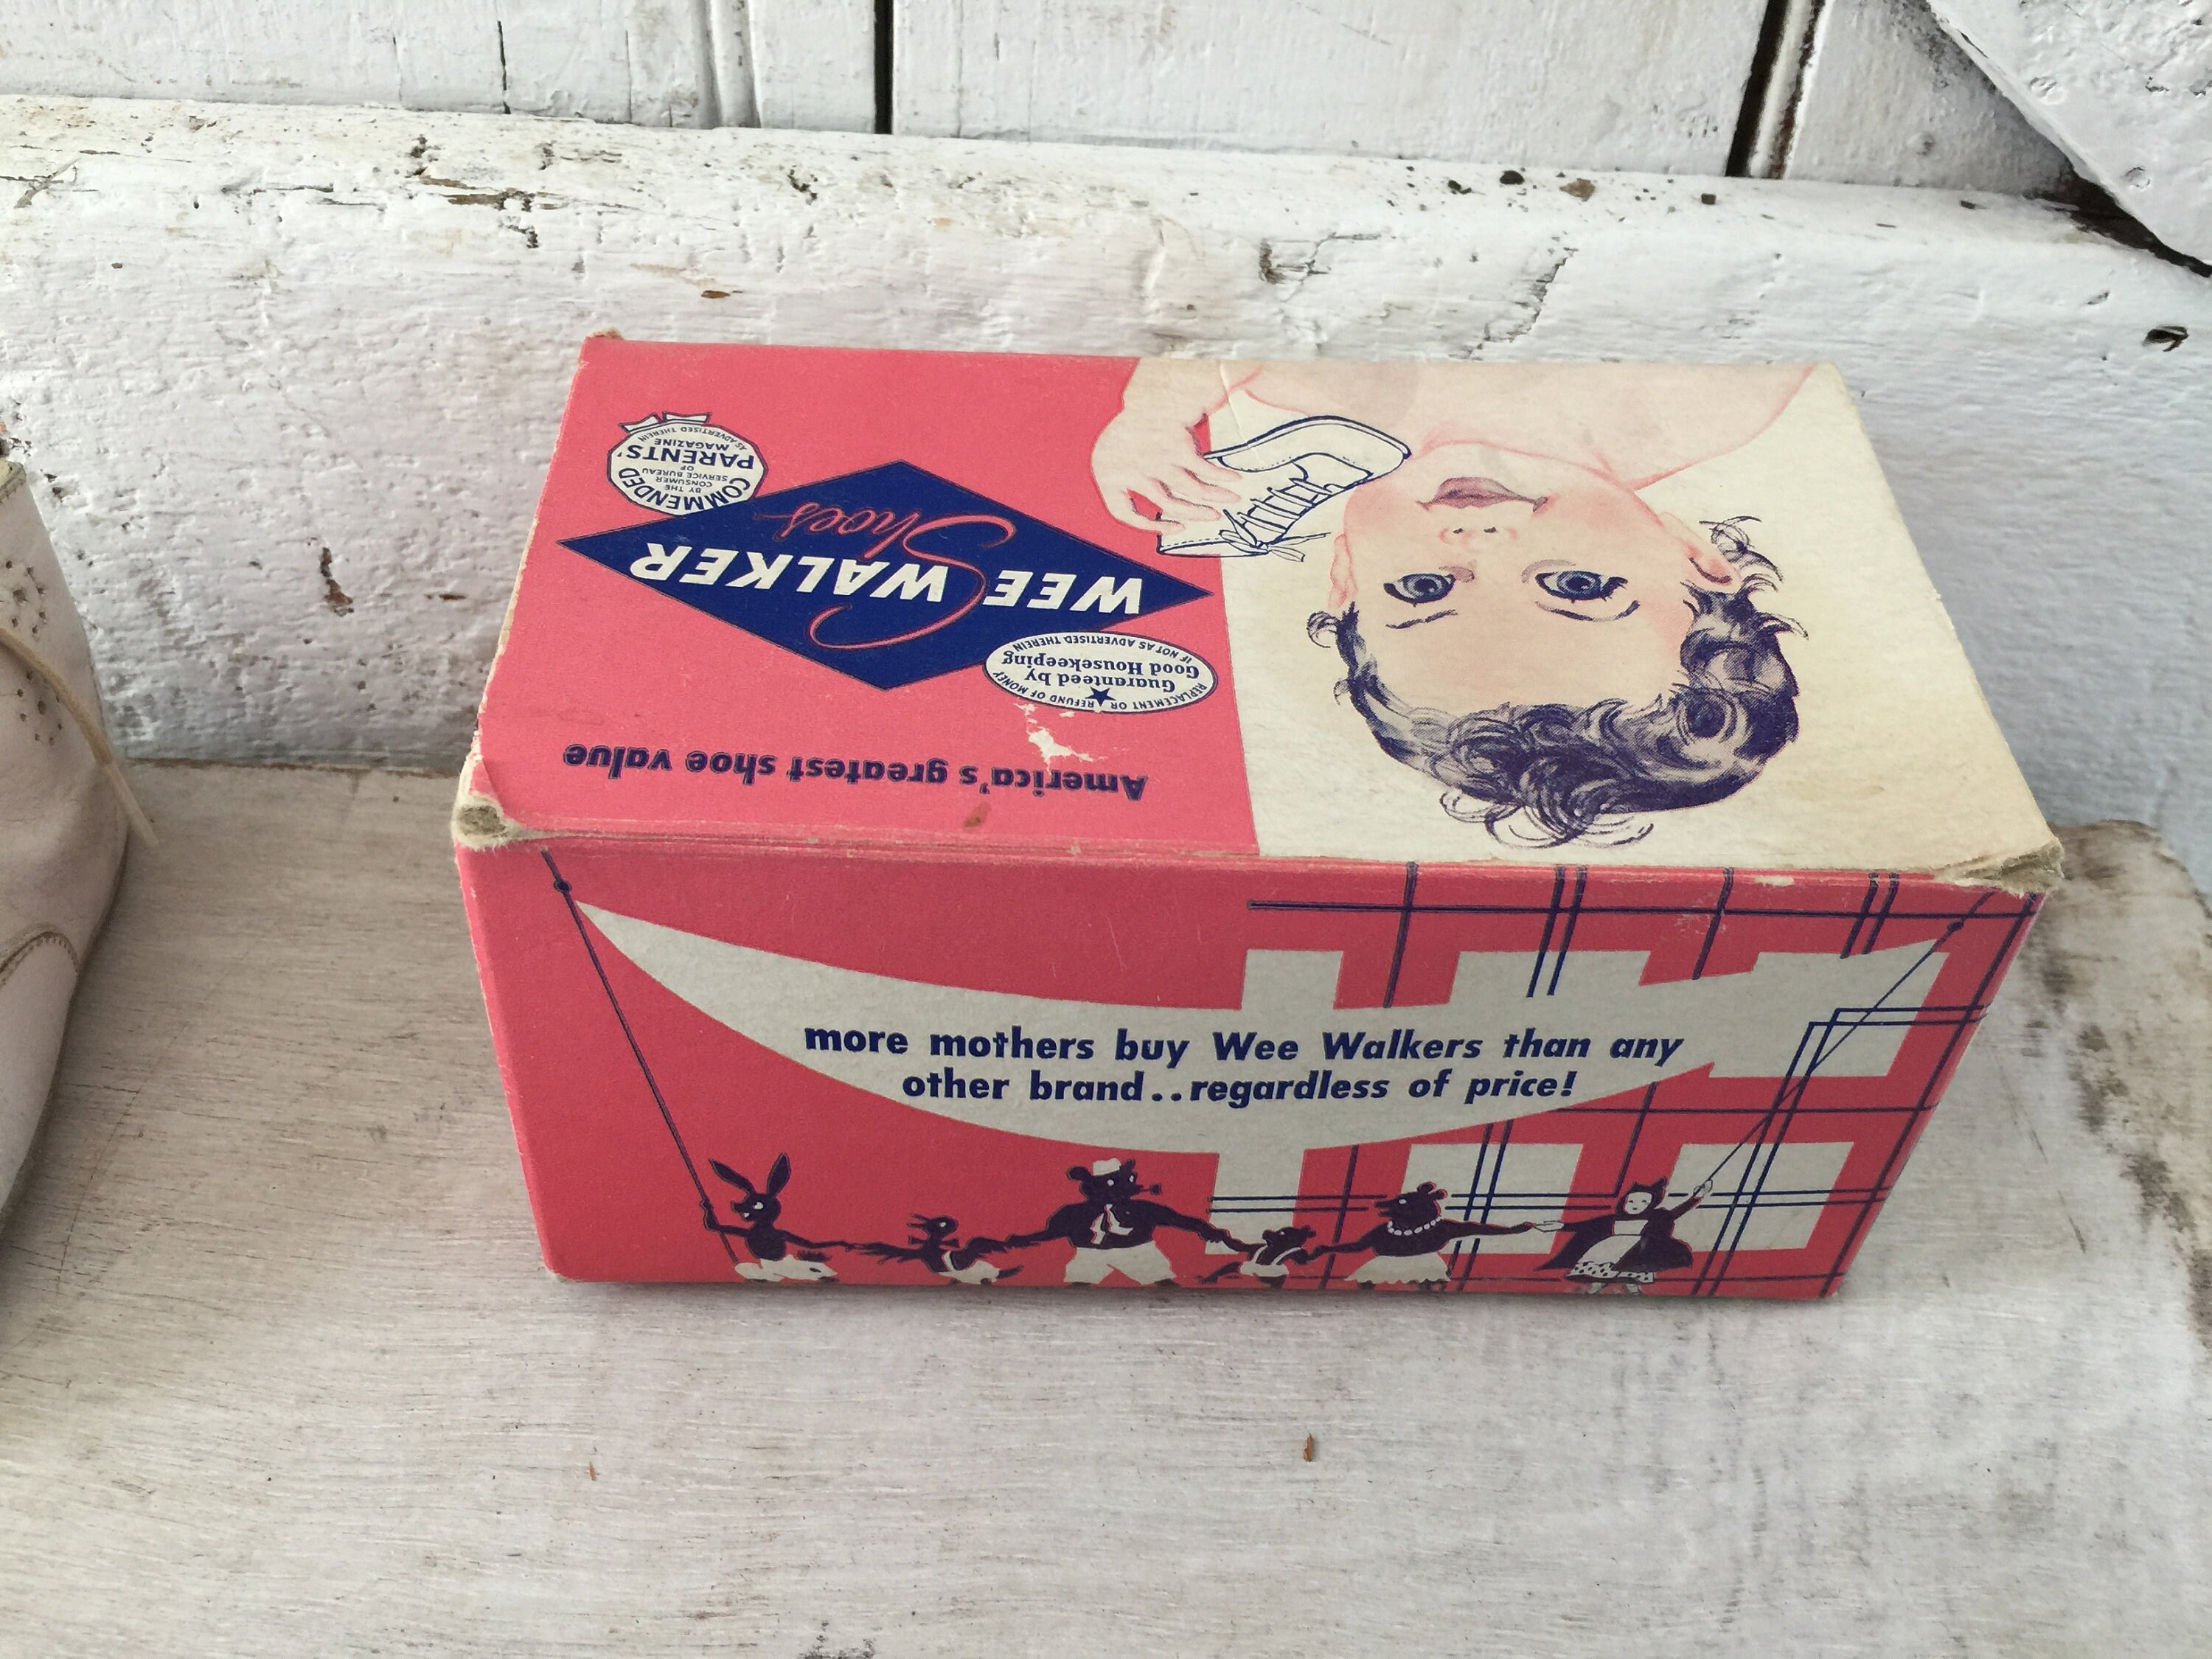 America's greatest shoe value
REPLACEMENT OR REFUND OF MONEY
Guaranteed by
Good Housekeeping
IF NOT AS ADVERTISED THEREIN
WEE WALKER
Shoes
COMMENDED
BY THE
CONSUMER
SERVICE BUREAU
OF
PARENTS'
MAGAZINE
AS ADVERTISED THEREIN
more mothers buy Wee Walkers than any
other brand..regardless of price!